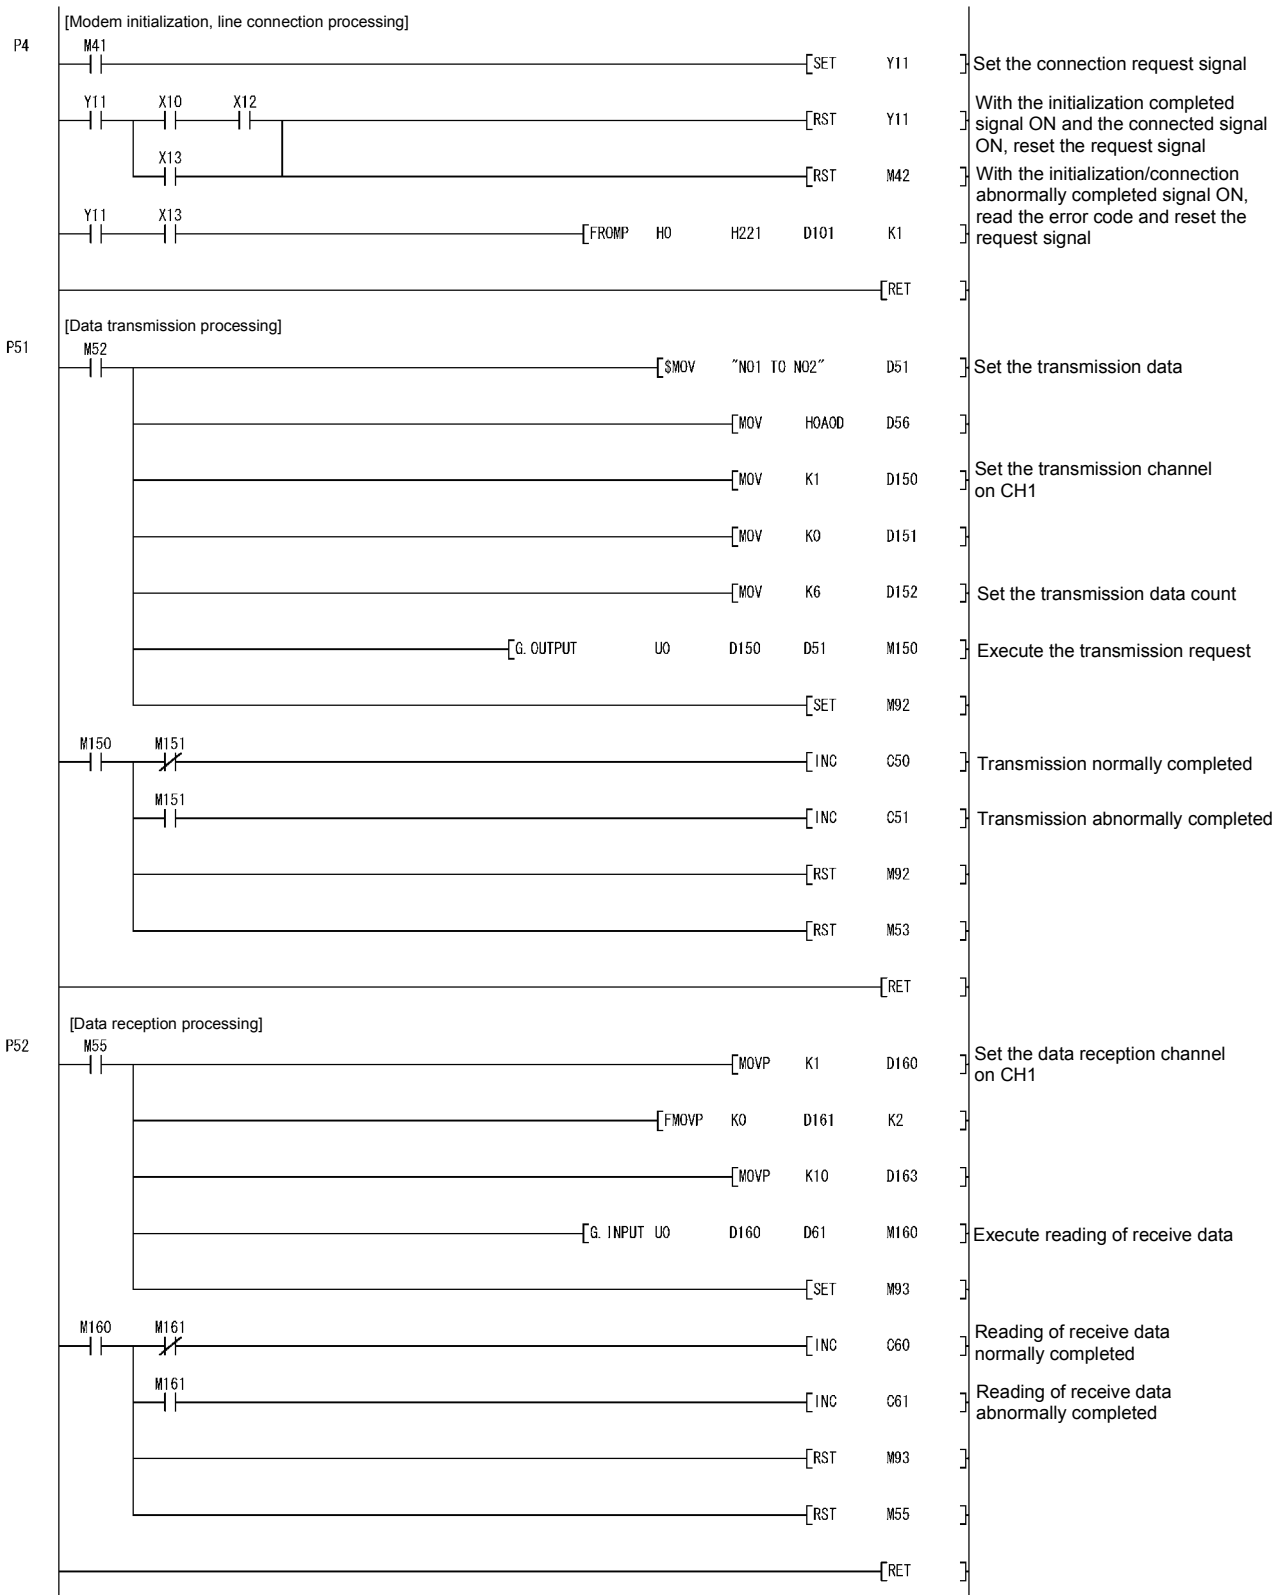 [Modem initialization, line connection processing]
P4 M41 SET Y11 Set the connection request signal
Y11 X10 X12 RST Y11 With the initialization completed
signal ON and the connected signal
ON, reset the request signal
X13 RST M42 With the initialization/connection
abnormally completed signal ON,
read the error code and reset the
request signal
Y11 X13 FROMP H0 H221 D101 K1
RET
[Data transmission processing]
P51 M52 $MOV "NO1 TO NO2" D51 Set the transmission data
MOV H0A0D D56
MOV K1 D150 Set the transmission channel
on CH1
MOV K0 D151
MOV K6 D152 Set the transmission data count
G.OUTPUT U0 D150 D51 M150 Execute the transmission request
SET M92
M150 M151 INC C50 Transmission normally completed
M151 INC C51 Transmission abnormally completed
RST M92
RST M53
RET
[Data reception processing]
P52 M55 MOVP K1 D160 Set the data reception channel
on CH1
FMOVP K0 D161 K2
MOVP K10 D163
G.INPUT U0 D160 D61 M160 Execute reading of receive data
SET M93
M160 M161 INC C60 Reading of receive data
normally completed
M161 INC C61 Reading of receive data
abnormally completed
RST M93
RST M55
RET